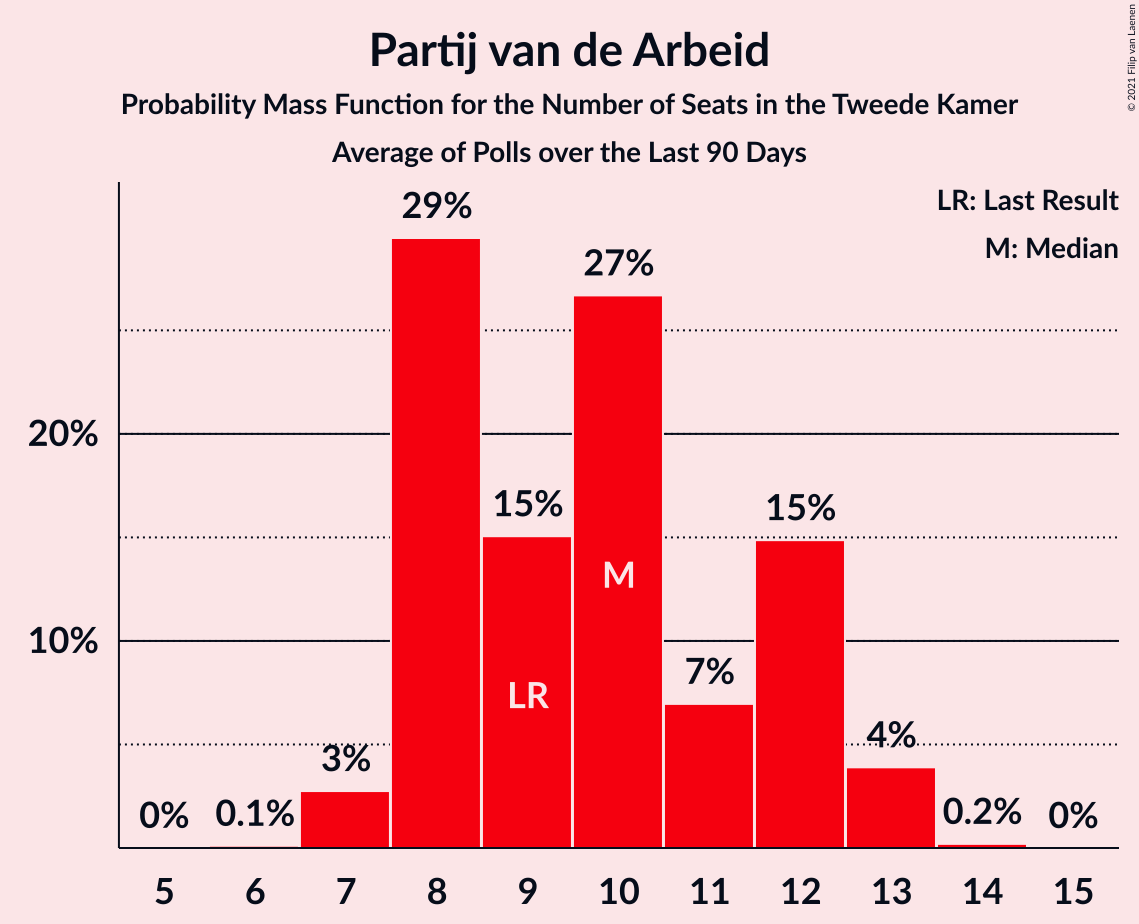 Partij van de Arbeid
Probability Mass Function for the Number of Seats in the Tweede Kamer
Average of Polls over the Last 90 Days
© 2021 Filip van Laenen
LR: Last Result
M: Median
20%
10%
0%
0.1%
3%
29%
15%
27%
7%
15%
4%
0.2%
0%
LR
M
5 6 7 8 9 10 11 12 13 14 15